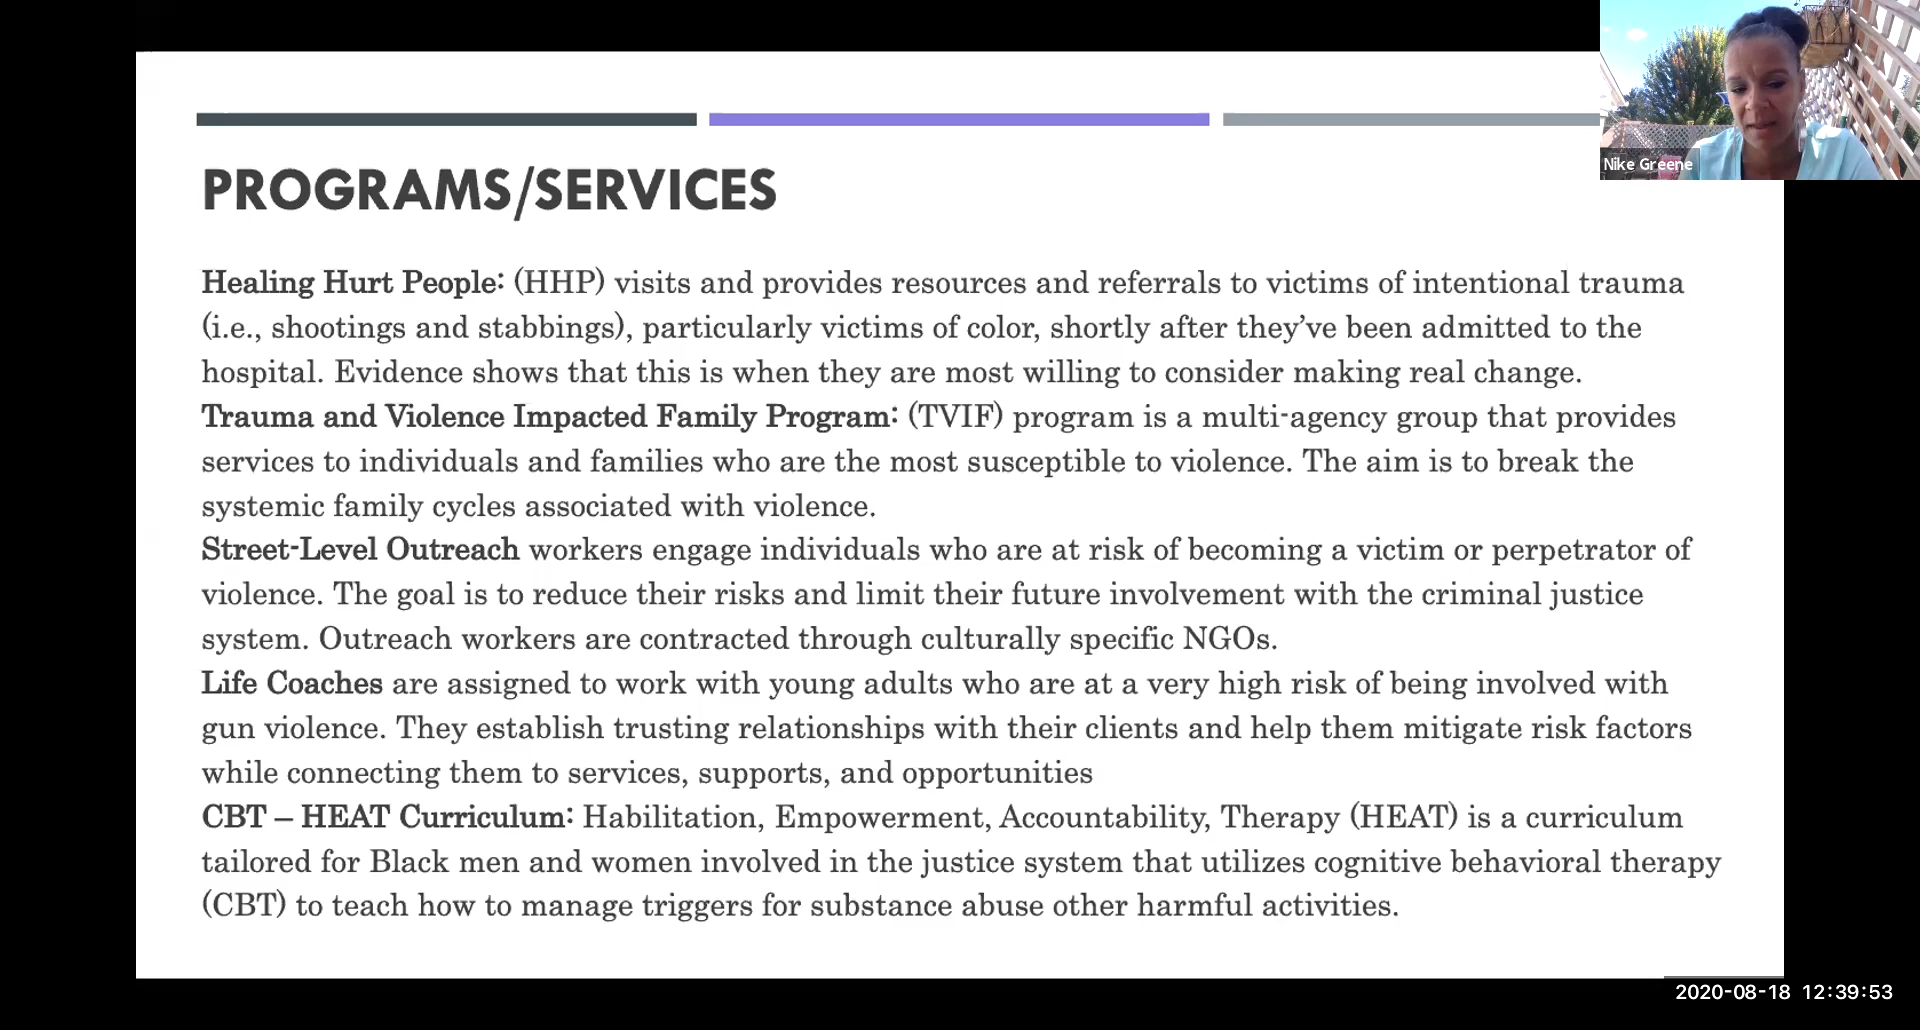 PROGRAMS/SERVICES
Nike Greene
Healing Hurt People: (HHP) visits and provides resources and referrals to victims of intentional trauma
(i.e., shootings and stabbings), particularly victims of color, shortly after they’ve been admitted to the
hospital. Evidence shows that this is when they are most willing to consider making real change.
Trauma and Violence Impacted Family Program: (TVIF) program is a multi-agency group that provides
services to individuals and families who are the most susceptible to violence. The aim is to break the
systemic family cycles associated with violence.
Street-Level Outreach workers engage individuals who are at risk of becoming a victim or perpetrator of
violence. The goal is to reduce their risks and limit their future involvement with the criminal justice
system. Outreach workers are contracted through culturally specific NGOs.
Life Coaches are assigned to work with young adults who are at a very high risk of being involved with
gun violence. They establish trusting relationships with their clients and help them mitigate risk factors
while connecting them to services, supports, and opportunities
CBT – HEAT Curriculum: Habilitation, Empowerment, Accountability, Therapy (HEAT) is a curriculum
tailored for Black men and women involved in the justice system that utilizes cognitive behavioral therapy
(CBT) to teach how to manage triggers for substance abuse other harmful activities.
2020-08-18 12:39:53